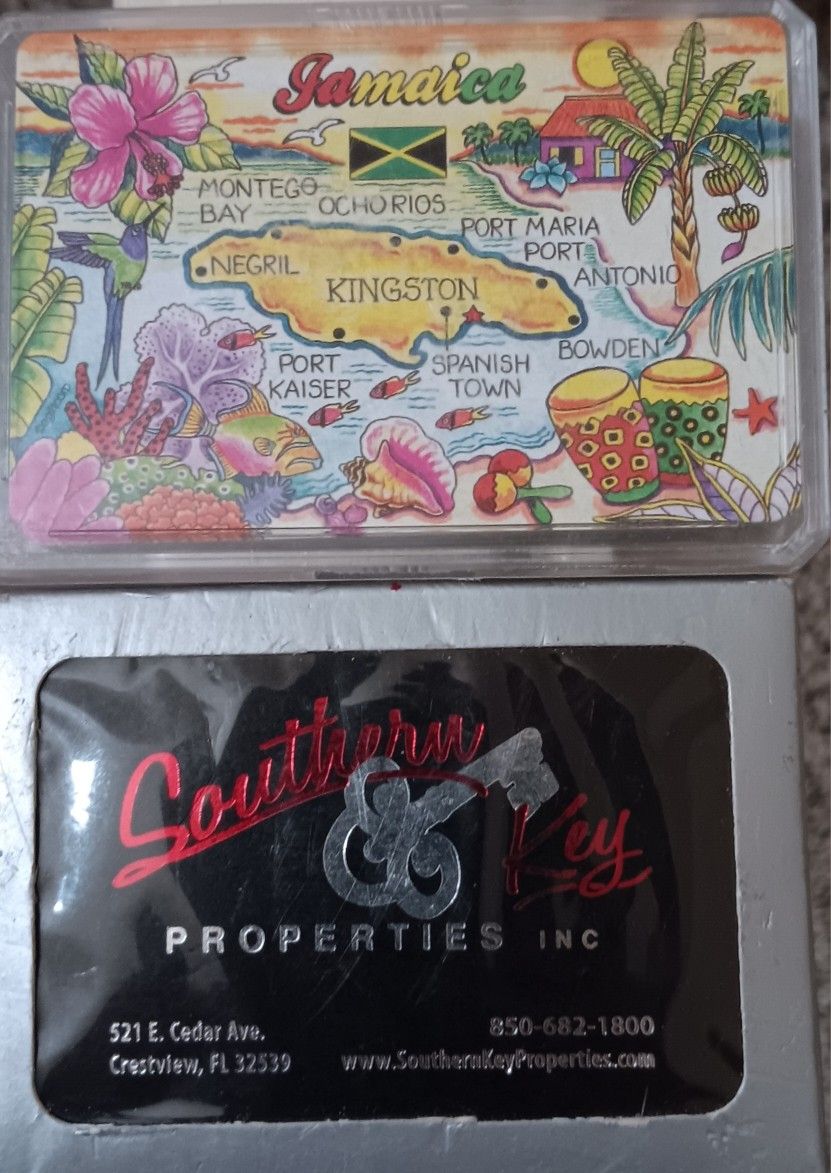 Jamaica
MONTEGO
BAY
OCHO RIOS
PORT MARIA
PORT
ANTONIO
NEGRIL
KINGSTON
BOWDEN
PORT
KAISER
SPANISH
TOWN
Southern
Key
PROPERTIES INC
521 E. Cedar Ave.
850-682-1800
Crestview, FL 32539
www.SouthernKeyProperties.com